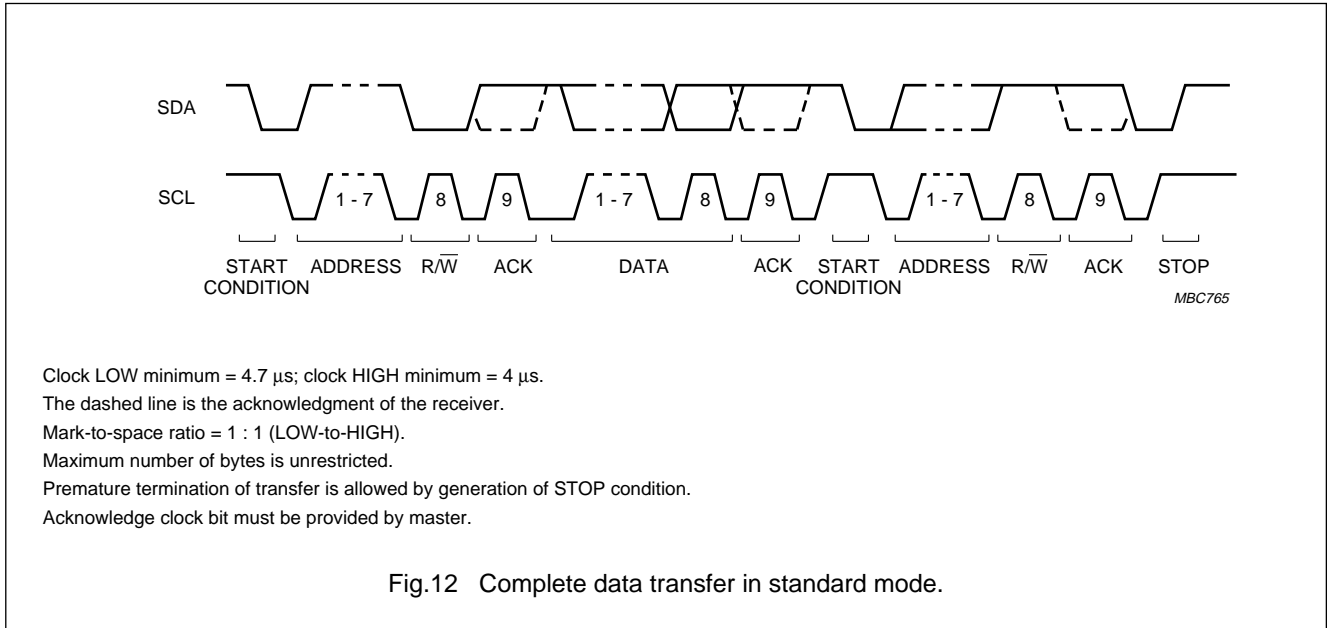 SDA
SCL
1 - 7 8 9 1 - 7 8 9 1 - 7 8 9
START CONDITION ADDRESS R/W̅ ACK DATA ACK START CONDITION ADDRESS R/W̅ ACK STOP
MBC765
Clock LOW minimum = 4.7 μs; clock HIGH minimum = 4 μs.
The dashed line is the acknowledgment of the receiver.
Mark-to-space ratio = 1 : 1 (LOW-to-HIGH).
Maximum number of bytes is unrestricted.
Premature termination of transfer is allowed by generation of STOP condition.
Acknowledge clock bit must be provided by master.
Fig.12 Complete data transfer in standard mode.